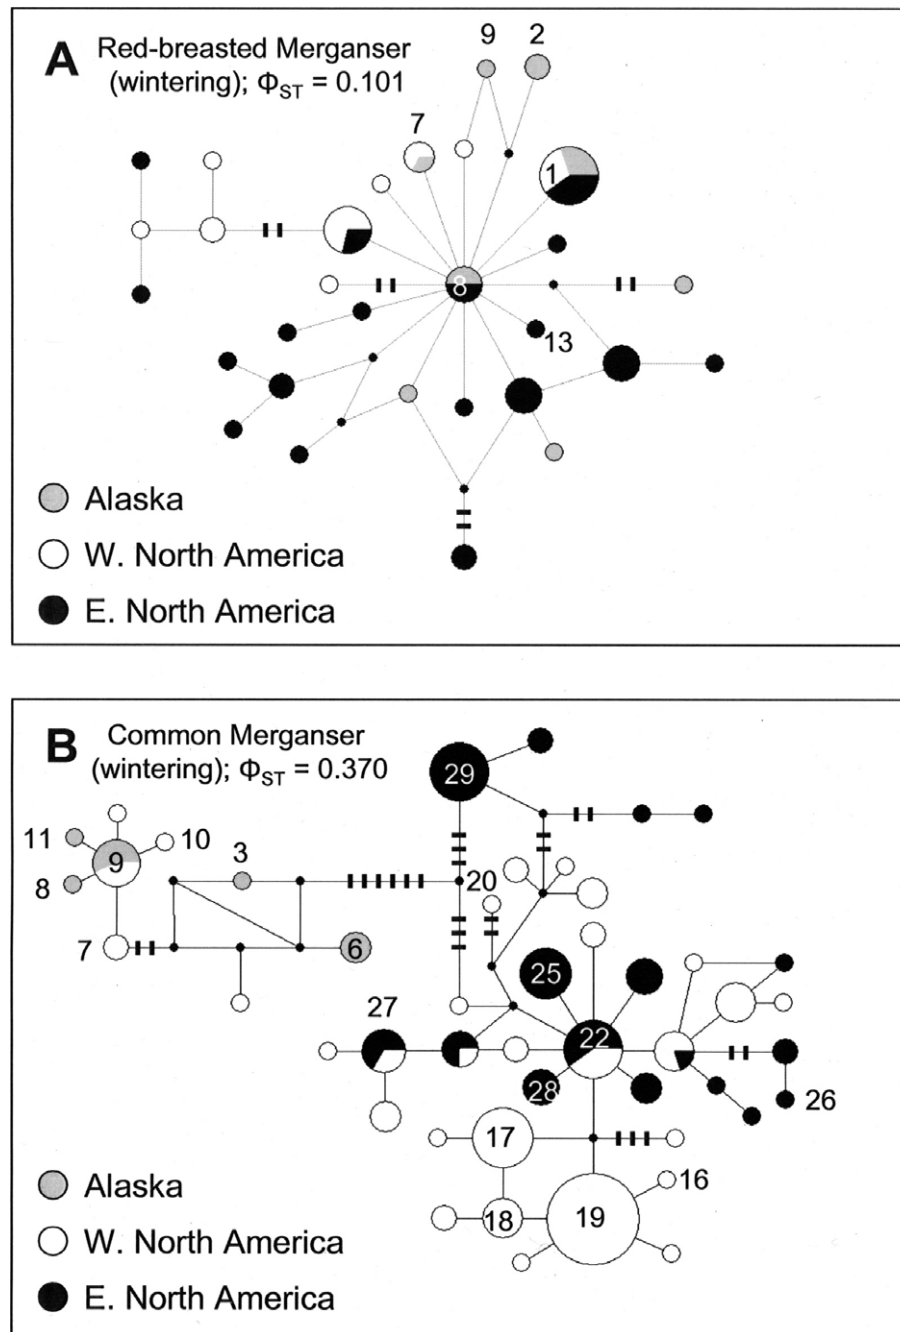 A Red-breasted Merganser
(wintering); ΦST = 0.101
9 2
7
1
8
13
Alaska
W. North America
E. North America
B Common Merganser
(wintering); ΦST = 0.370
29
11 10
9 3
8
20
7 6
25
27
22
28
26
17
16
18 19
Alaska
W. North America
E. North America